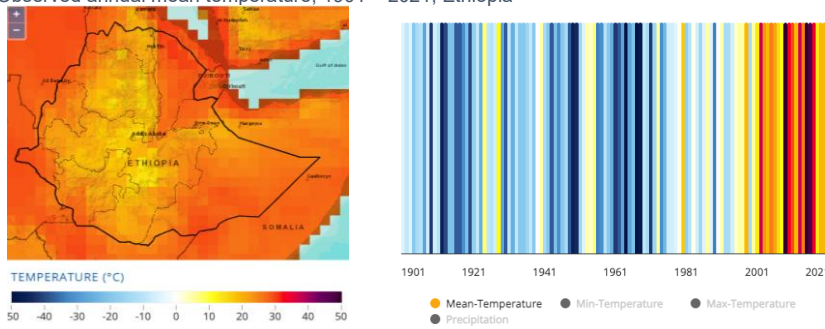 Observed annual mean temperature, 1901 – 2021, Ethiopia
+
−
DJIBOUTI
Gulf of Aden
Addis Ababa
Hargeysa
ETHIOPIA
SOMALIA
TEMPERATURE (°C)
50 -40 -30 -20 -10 0 10 20 30 40 50
1901 1921 1941 1961 1981 2001 202
Mean-Temperature Min-Temperature Max-Temperature
Precipitation